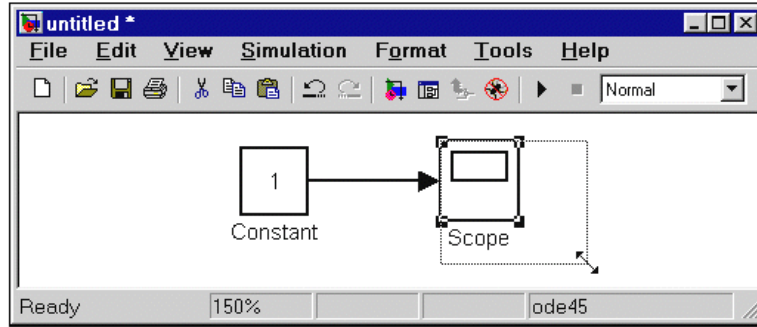 untitled *
File Edit View Simulation Format Tools Help
Normal
1
Constant
Scope
Ready 150% ode45